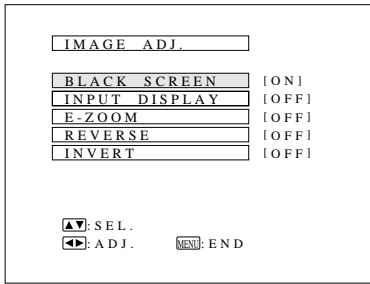 IMAGE ADJ.
BLACK SCREEN [ON]
INPUT DISPLAY [OFF]
E-ZOOM [OFF]
REVERSE [OFF]
INVERT [OFF]
▲▼:SEL.
◀▶:ADJ. MENU:END